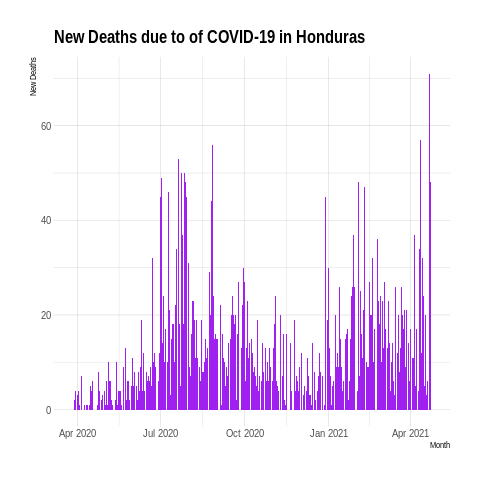 New Deaths due to of COVID-19 in Honduras
New Deaths
60
40
20
0
Apr 2020 Jul 2020 Oct 2020 Jan 2021 Apr 2021
Month